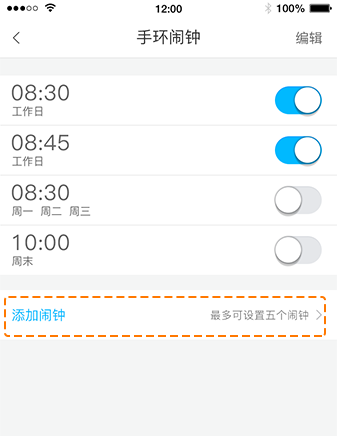 12:00 100%
手环闹钟 编辑
08:30
工作日
08:45
工作日
08:30
周一 周二 周三
10:00
周末
添加闹钟 最多可设置五个闹钟